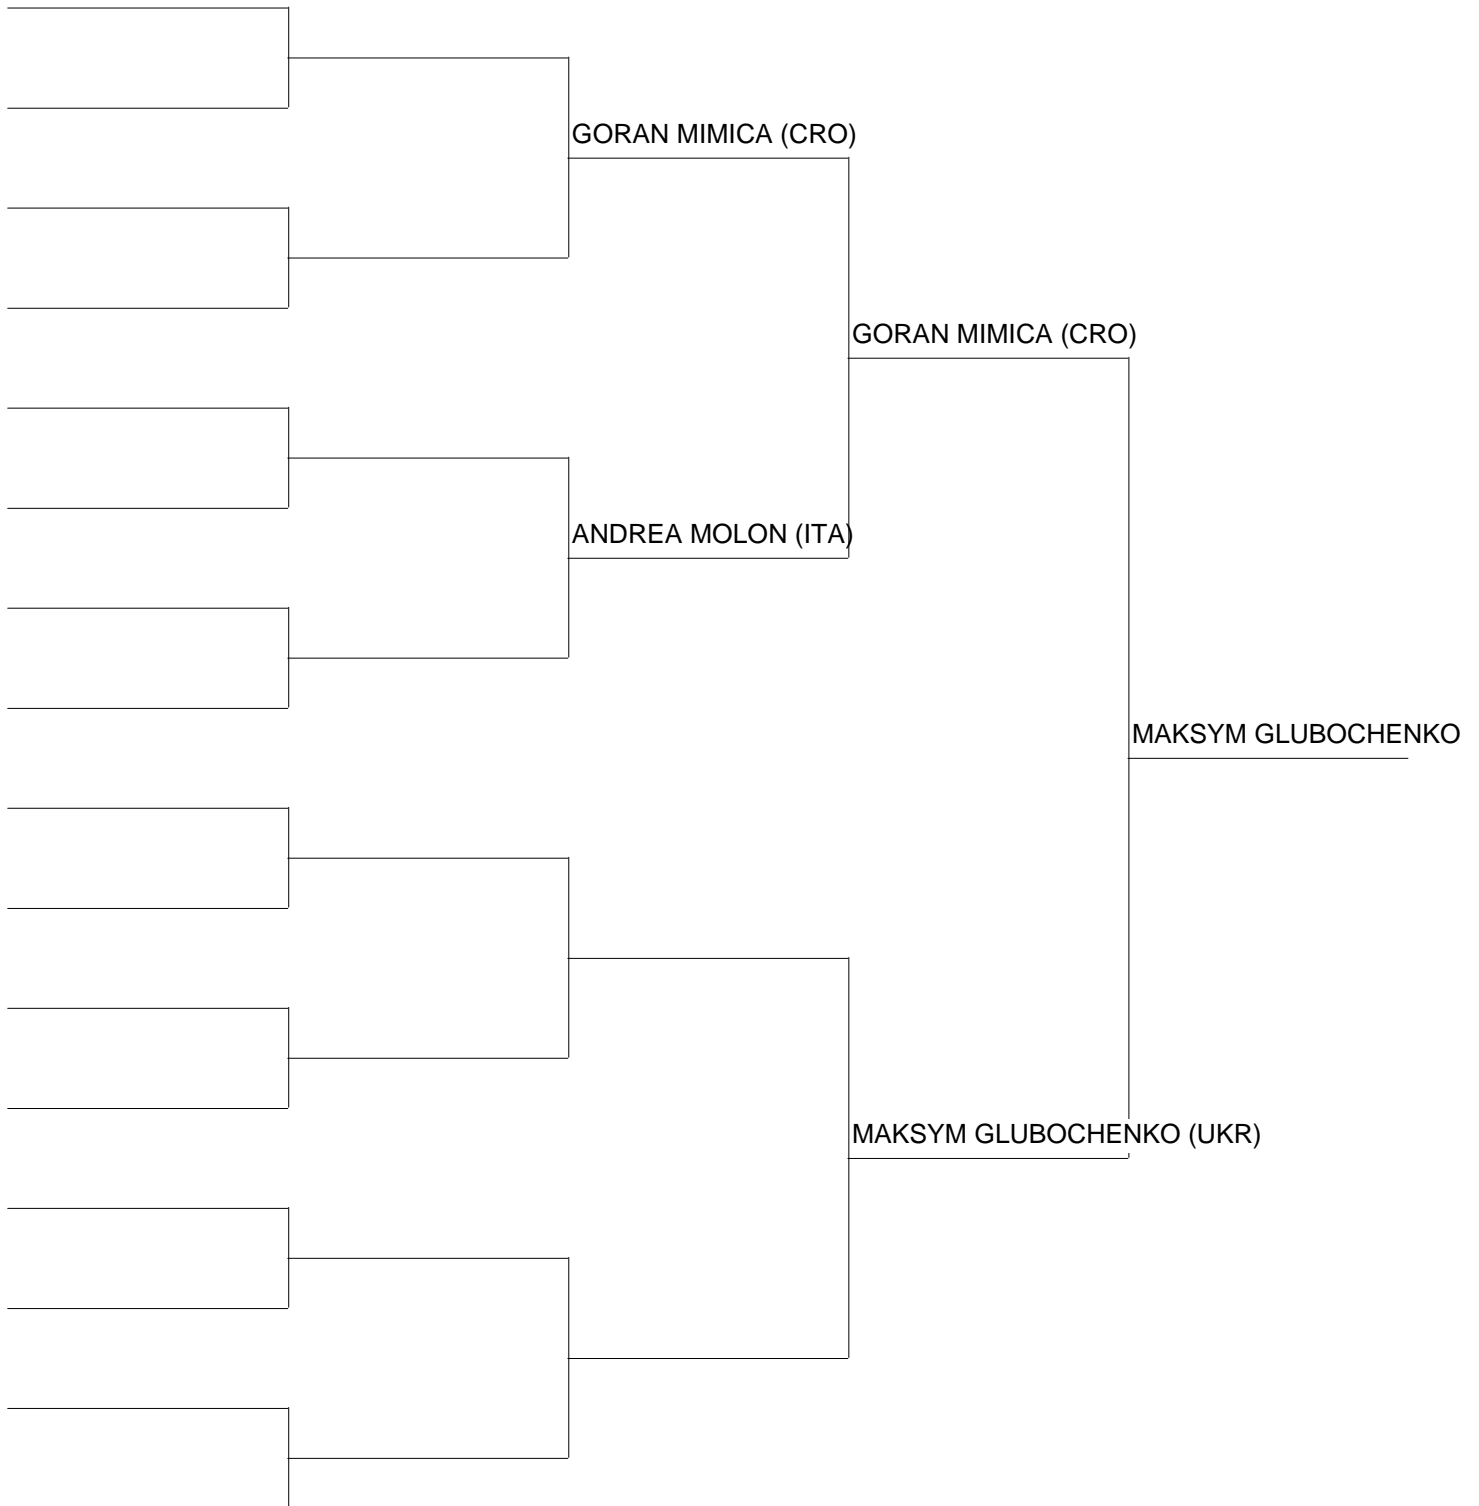 GORAN MIMICA (CRO)
GORAN MIMICA (CRO)
ANDREA MOLON (ITA)
MAKSYM GLUBOCHENKO
MAKSYM GLUBOCHENKO (UKR)